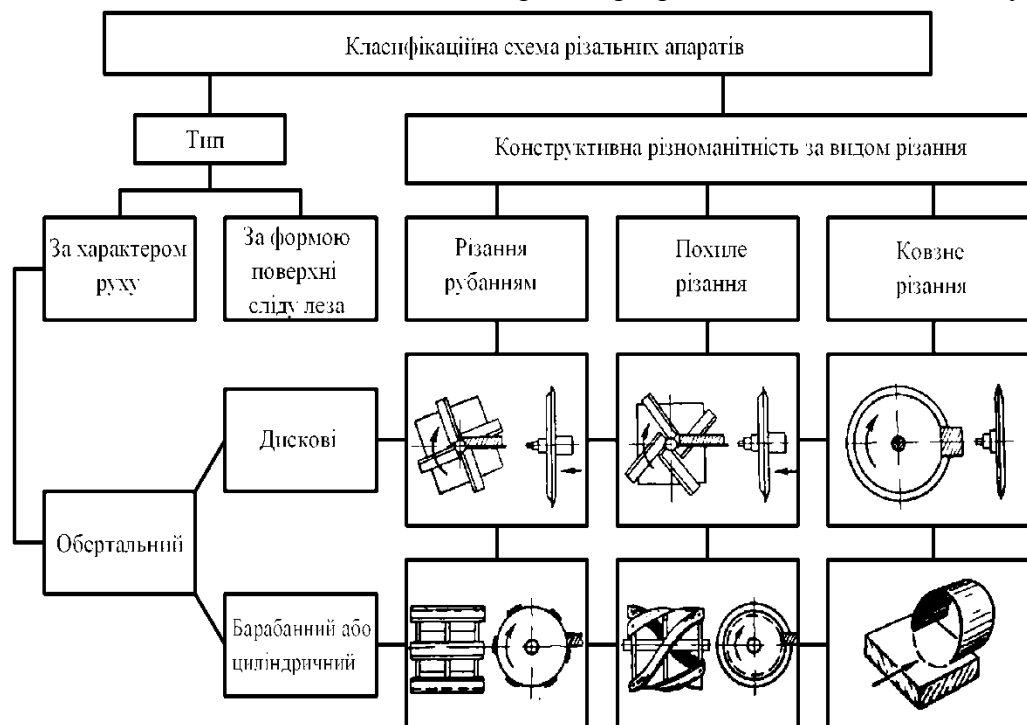 Класифікаційна схема різальних апаратів
Тип
Конструктивна різноманітність за видом різання
За характером
руху
За формою
поверхні
сліду леза
Різання
рубанням
Похиле
різання
Ковзне
різання
Дискові
Обертальний
Барабанний або
циліндричний